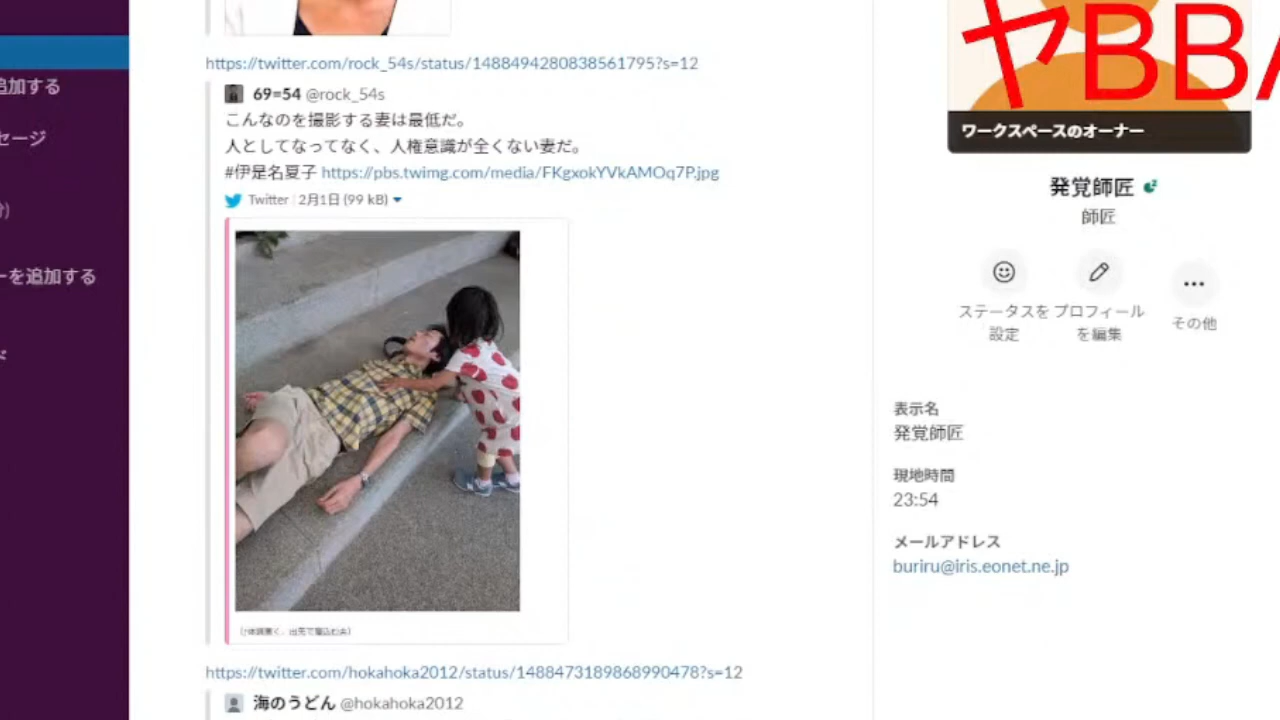 https://twitter.com/rock_54s/status/1488494280838561795?s=12
69=54 @rock_54s
こんなのを撮影する妻は最低だ。
人としてなってなく、人権意識が全くない妻だ。
#伊是名夏子 https://pbs.twimg.com/media/FKgxokYVkAMOq7P.jpg
Twitter | 2月1日 (99 kB)
https://twitter.com/hokahoka2012/status/1488473189868990478?s=12
海のうどん @hokahoka2012
追加する
セージ
ーを追加する
ド
ヤBBA
ワークスペースのオーナー
発覚師匠
師匠
ステータスを設定
プロフィールを編集
その他
表示名
発覚師匠
現地時間
23:54
メールアドレス
buriru@iris.eonet.ne.jp